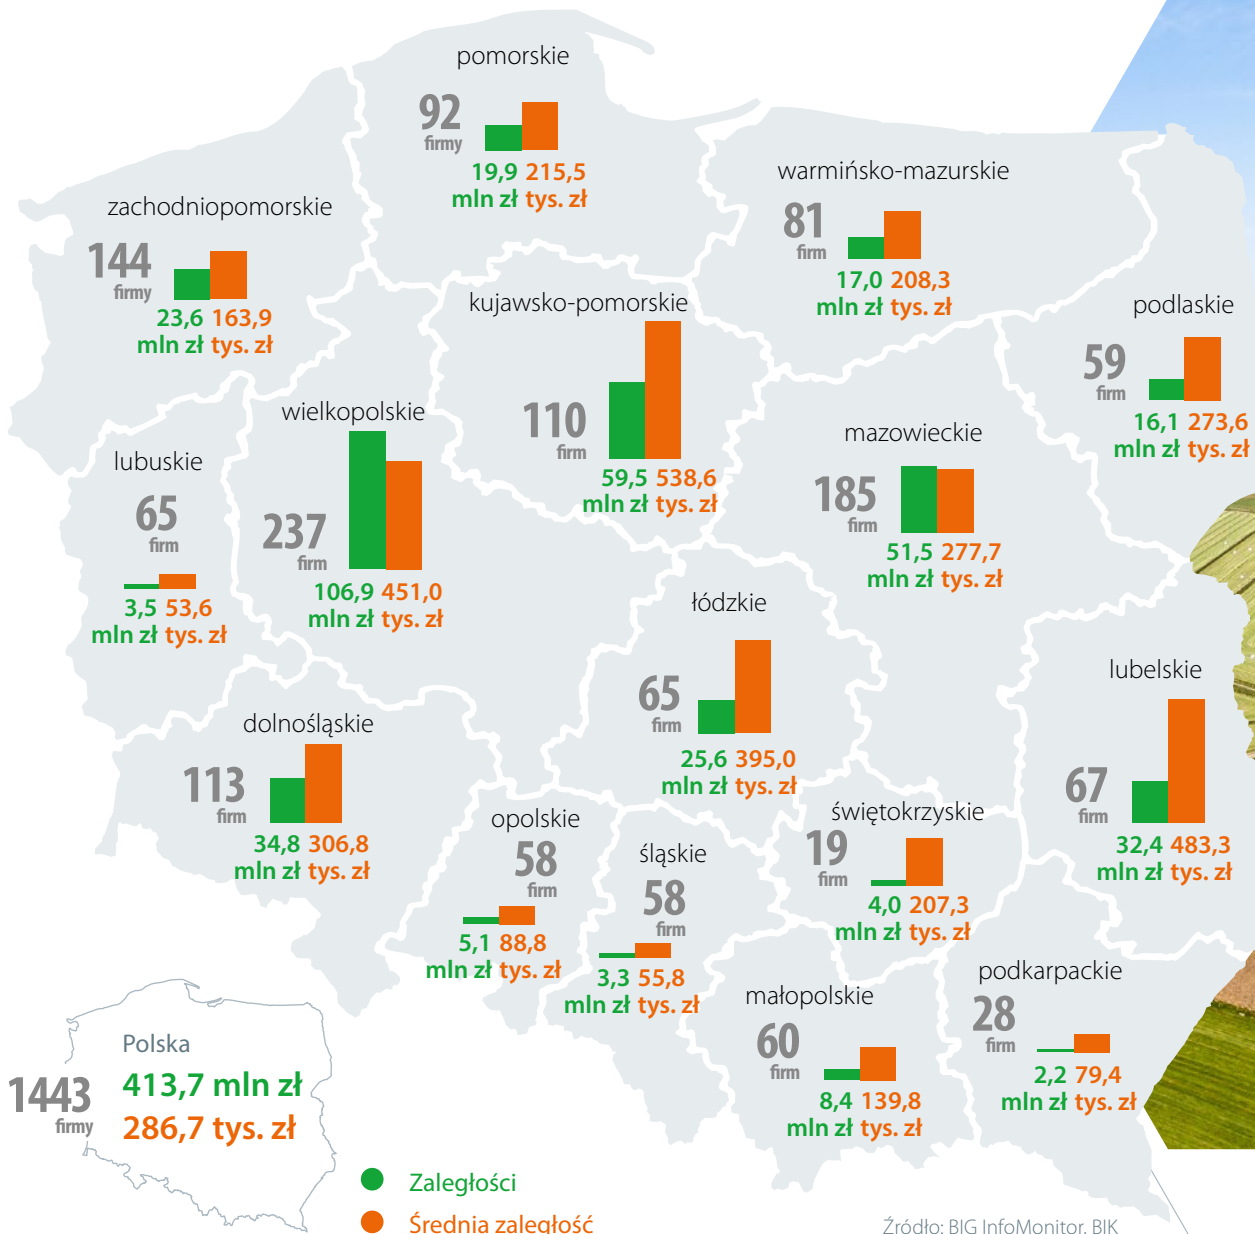 pomorskie
92
firmy
19,9 215,5
mln zł tys. zł
warmińsko-mazurskie
81
firm
17,0 208,3
mln zł tys. zł
zachodniopomorskie
144
firmy
23,6 163,9
mln zł tys. zł
kujawsko-pomorskie
110
firm
59,5 538,6
mln zł tys. zł
podlaskie
59
firm
16,1 273,6
mln zł tys. zł
wielkopolskie
237
firm
106,9 451,0
mln zł tys. zł
mazowieckie
185
firm
51,5 277,7
mln zł tys. zł
lubuskie
65
firm
3,5 53,6
mln zł tys. zł
łódzkie
65
firm
25,6 395,0
mln zł tys. zł
lubelskie
67
firm
32,4 483,3
mln zł tys. zł
dolnośląskie
113
firm
34,8 306,8
mln zł tys. zł
opolskie
58
firm
5,1 88,8
mln zł tys. zł
śląskie
58
firm
3,3 55,8
mln zł tys. zł
świętokrzyskie
19
firm
4,0 207,3
mln zł tys. zł
małopolskie
60
firm
8,4 139,8
mln zł tys. zł
podkarpackie
28
firm
2,2 79,4
mln zł tys. zł
Polska
1443
firmy
413,7 mln zł
286,7 tys. zł
Zaległości
Średnia zaległość
Źródło: BIG InfoMonitor, BIK